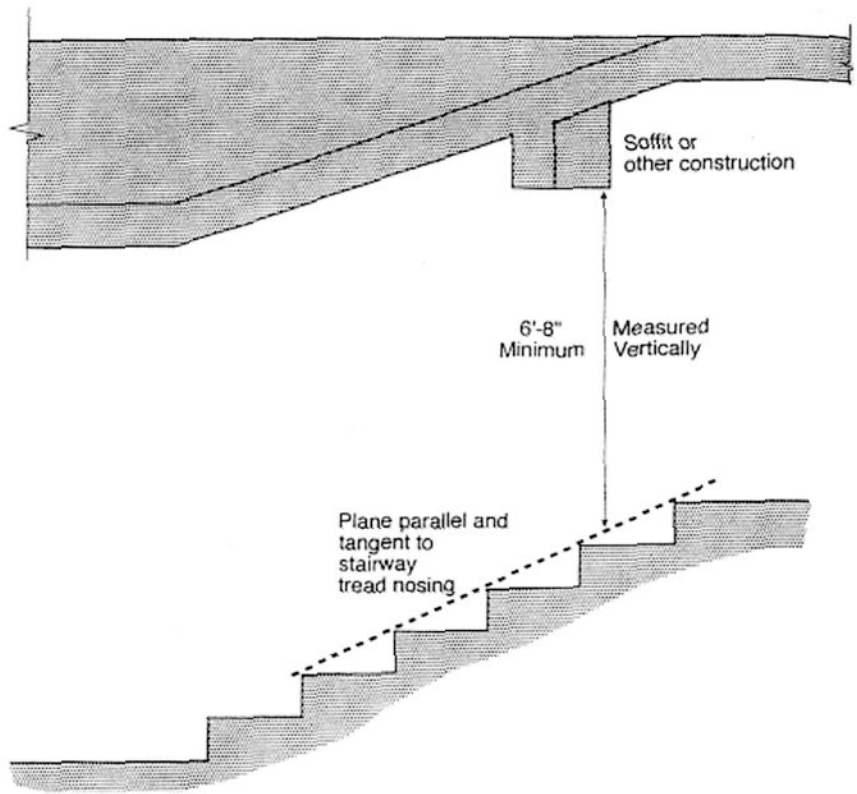 Soffit or
other construction
6'-8" Measured
Minimum Vertically
Plane parallel and
tangent to
stairway
tread nosing